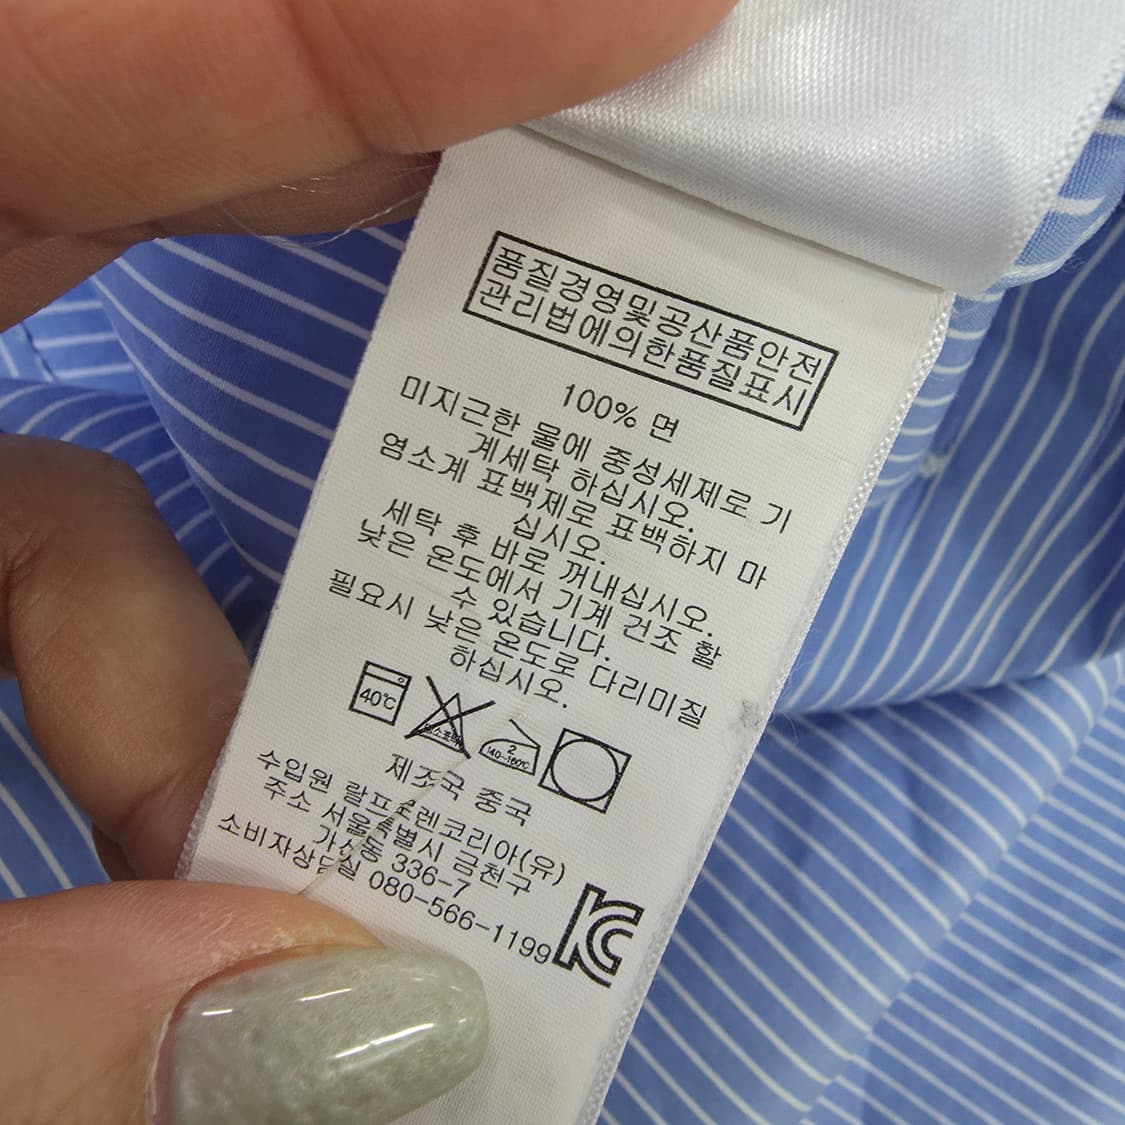 품질경영및공산품안전
관리법에의한품질표시
100% 면
미지근한 물에 중성세제로 기
계세탁 하십시오.
염소계 표백제로 표백하지 마
십시오.
세탁 후 바로 꺼내십시오.
낮은 온도에서 기계 건조 할
수 있습니다.
필요시 낮은 온도로 다리미질
하십시오.
40℃
염소표백
2
140~160℃
제조국 중국
수입원 랄프로렌코리아(유)
주소 서울특별시 금천구
가산동 336-7
소비자상담실 080-566-1199
KC